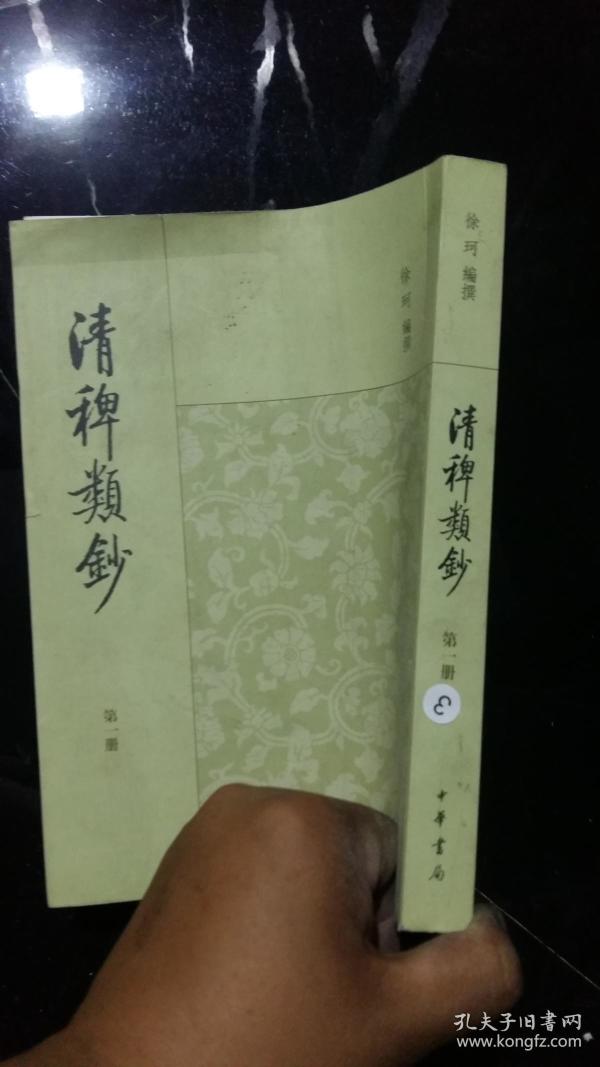 清稗類鈔
第一册
徐珂 編撰
徐珂 編撰
清稗類鈔
第一册
3
中華書局
孔夫子旧書网
www.kongfz.com